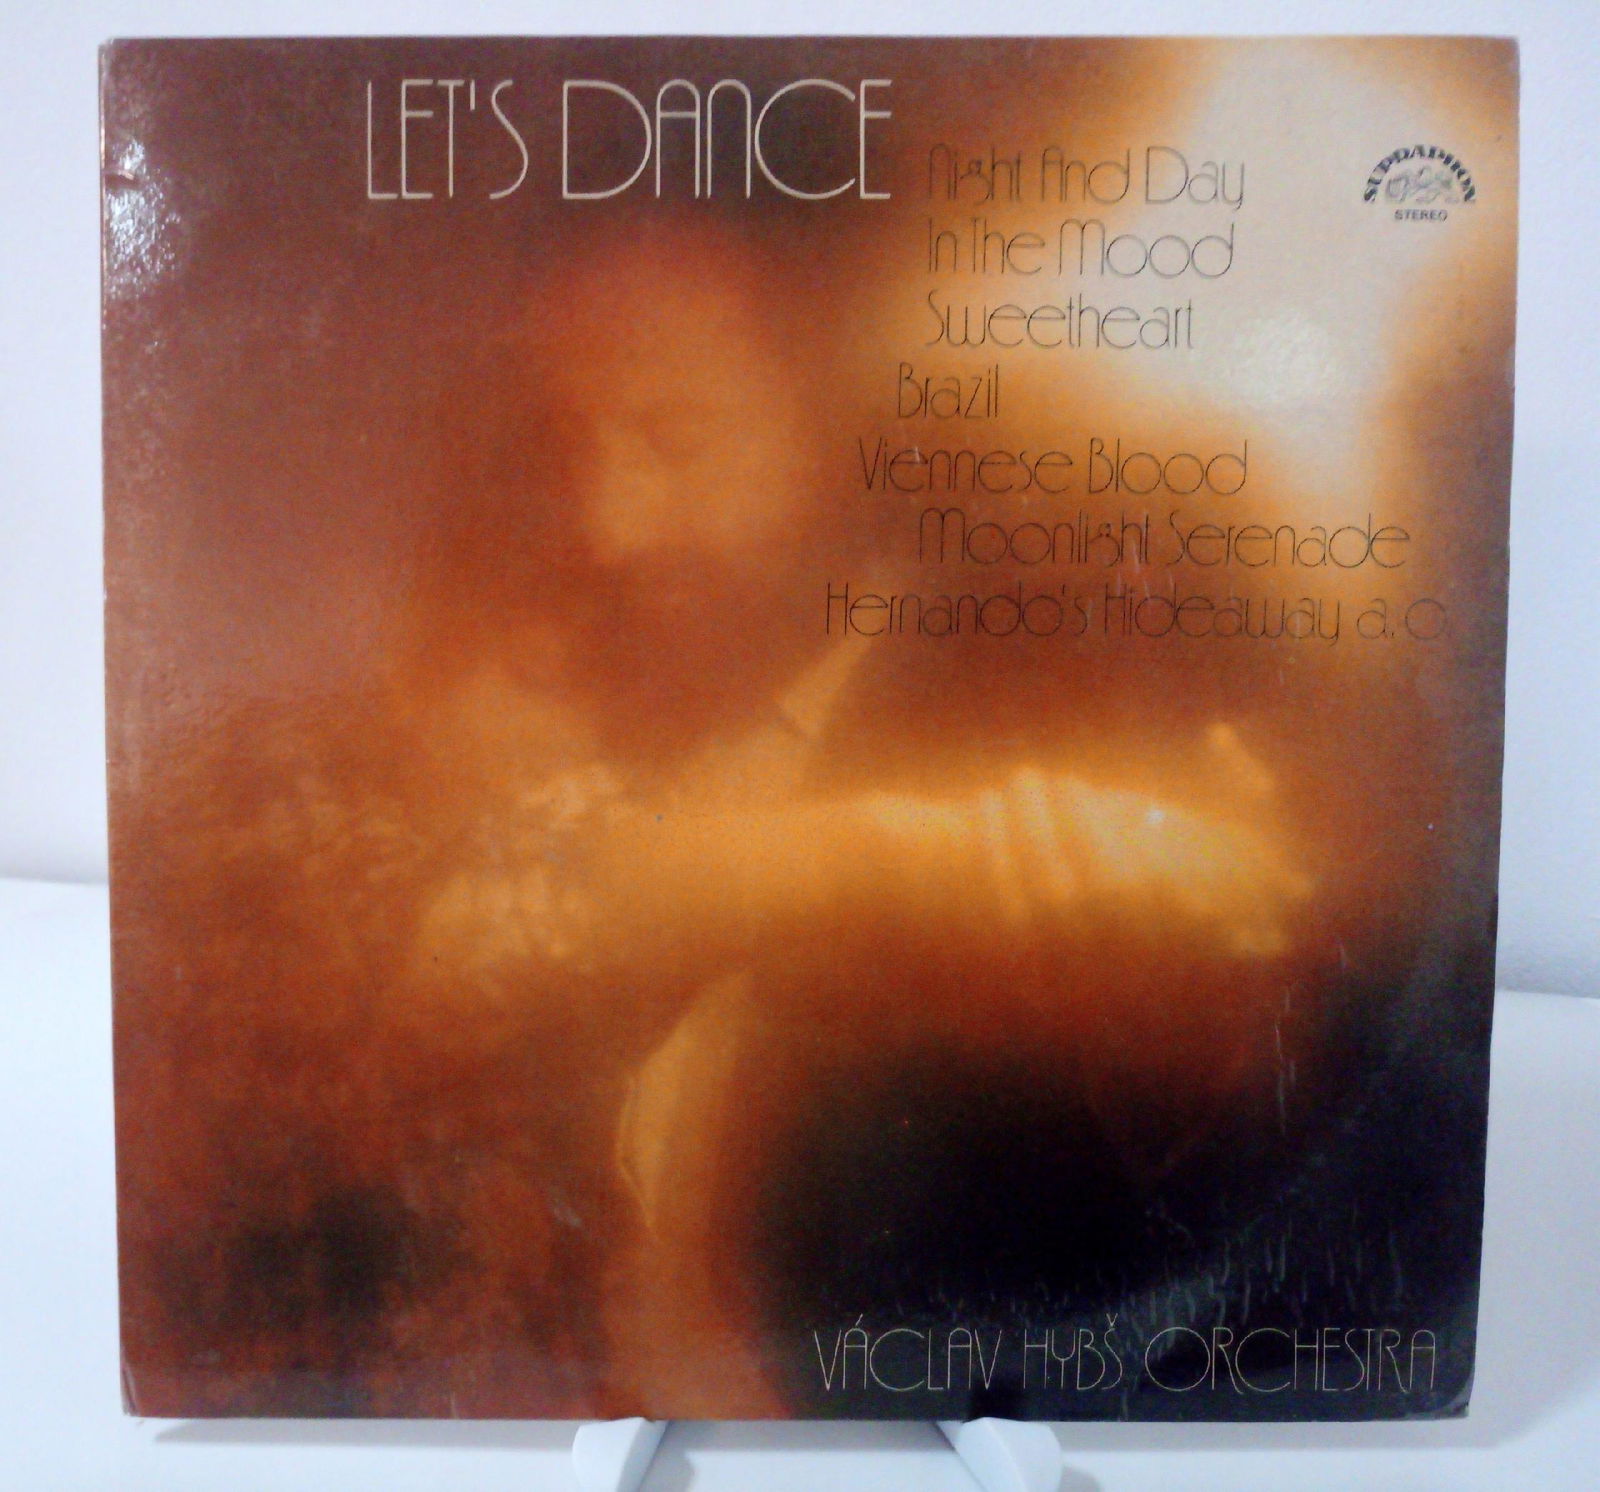 LET'S DANCE
Night And Day
In The Mood
Sweetheart
Brazil
Viennese Blood
Moonlight Serenade
Hernando's Hideaway a. o.
SUPRAPHON
STEREO
VÁCLAV HYBŠ ORCHESTRA